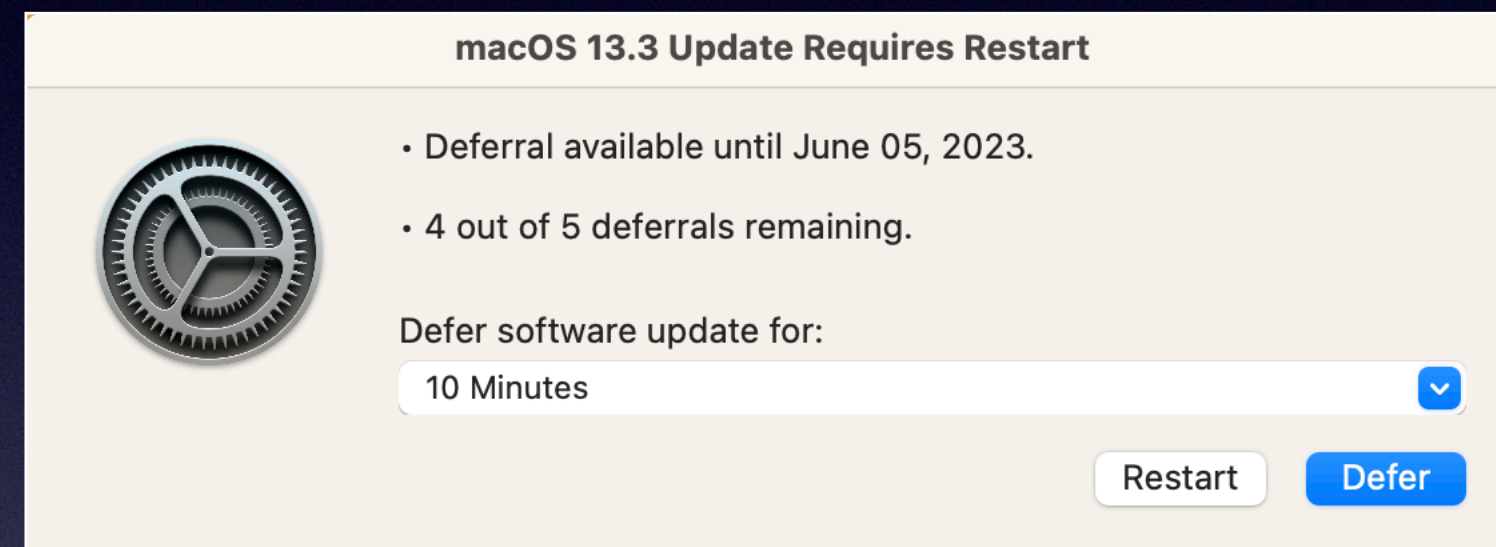 macOS 13.3 Update Requires Restart
• Deferral available until June 05, 2023.
• 4 out of 5 deferrals remaining.
Defer software update for:
10 Minutes
Restart
Defer